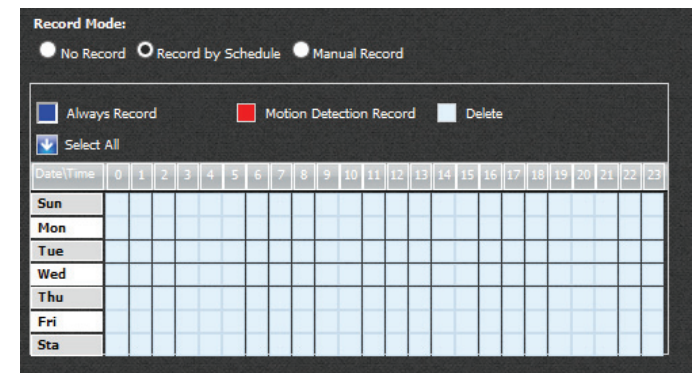 Record Mode:
No Record Record by Schedule Manual Record
Always Record Motion Detection Record Delete
Select All
Date\Time 0 1 2 3 4 5 6 7 8 9 10 11 12 13 14 15 16 17 18 19 20 21 22 23
Sun
Mon
Tue
Wed
Thu
Fri
Sta